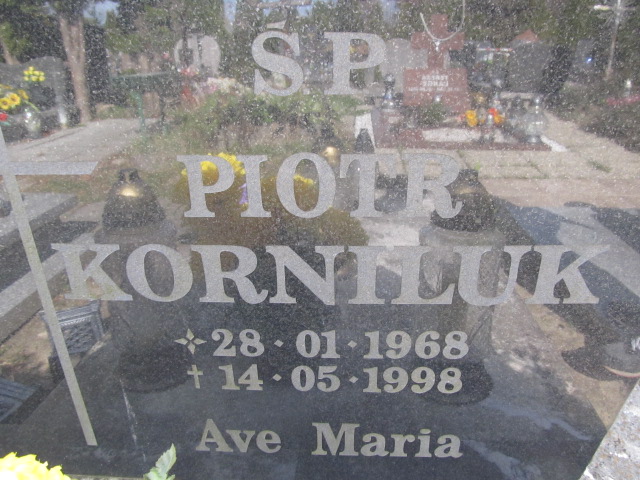 ŚP
PIOTR
KORNILUK
28·01·1968
† 14·05·1998
Ave Maria